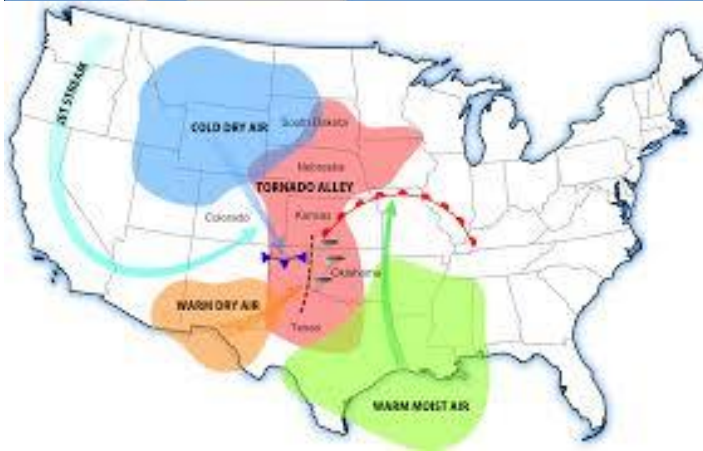 JET STREAM
COLD DRY AIR
South Dakota
Nebraska
TORNADO ALLEY
Colorado
Kansas
Oklahoma
WARM DRY AIR
Texas
WARM MOIST AIR